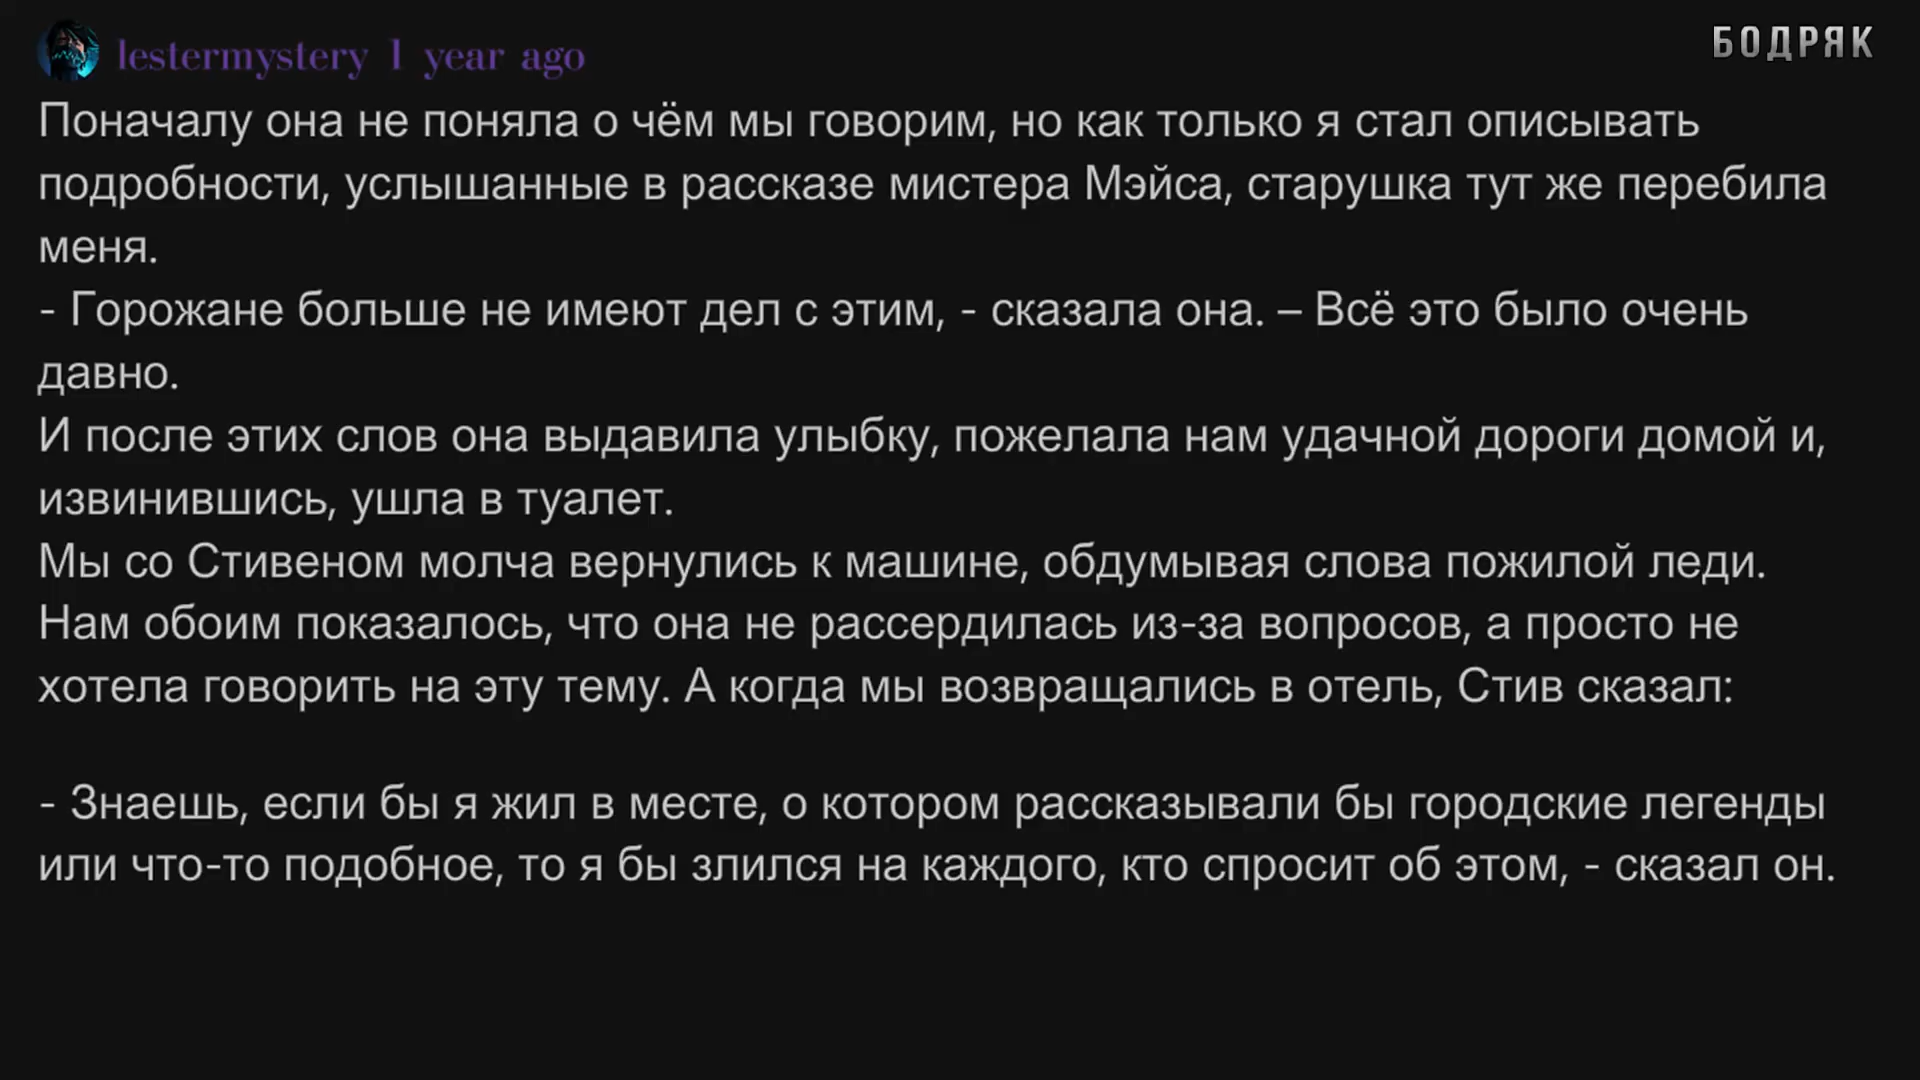 lestermystery 1 year ago
БОДРЯК
Поначалу она не поняла о чём мы говорим, но как только я стал описывать
подробности, услышанные в рассказе мистера Мэйса, старушка тут же перебила
меня.
- Горожане больше не имеют дел с этим, - сказала она. – Всё это было очень
давно.
И после этих слов она выдавила улыбку, пожелала нам удачной дороги домой и,
извинившись, ушла в туалет.
Мы со Стивеном молча вернулись к машине, обдумывая слова пожилой леди.
Нам обоим показалось, что она не рассердилась из-за вопросов, а просто не
хотела говорить на эту тему. А когда мы возвращались в отель, Стив сказал:
- Знаешь, если бы я жил в месте, о котором рассказывали бы городские легенды
или что-то подобное, то я бы злился на каждого, кто спросит об этом, - сказал он.